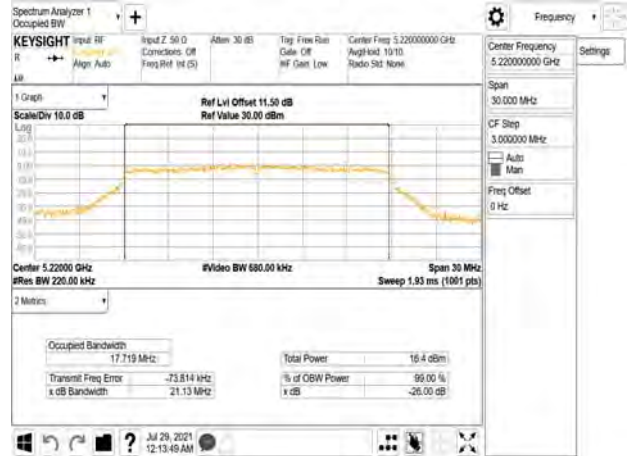 Spectrum Analyzer 1
Occupied BW
Frequency
KEYSIGHT
Input: RF
Input Z: 50 Ω
Atten: 30 dB
Trig: Free Run
Center Freq: 5.220000000 GHz
R
Corrections: Off
Gate: Off
Avg|Hold: 10/10
Align: Auto
Freq Ref: Int (S)
#IF Gain: Low
Radio Std: None
Center Frequency
5.220000000 GHz
Settings
Span
30.000 MHz
CF Step
3.000000 MHz
Auto
Man
Freq Offset
0 Hz
1 Graph
Scale/Div 10.0 dB
Ref Lvl Offset 11.50 dB
Ref Value 30.00 dBm
Log
Center 5.22000 GHz
#Video BW 680.00 kHz
Span 30 MHz
#Res BW 220.00 kHz
Sweep 1.93 ms (1001 pts)
2 Metrics
Occupied Bandwidth
17.719 MHz
Total Power
16.4 dBm
Transmit Freq Error
-73.814 kHz
% of OBW Power
99.00 %
x dB Bandwidth
21.13 MHz
x dB
-26.00 dB
Jul 29, 2021
12:13:49 AM